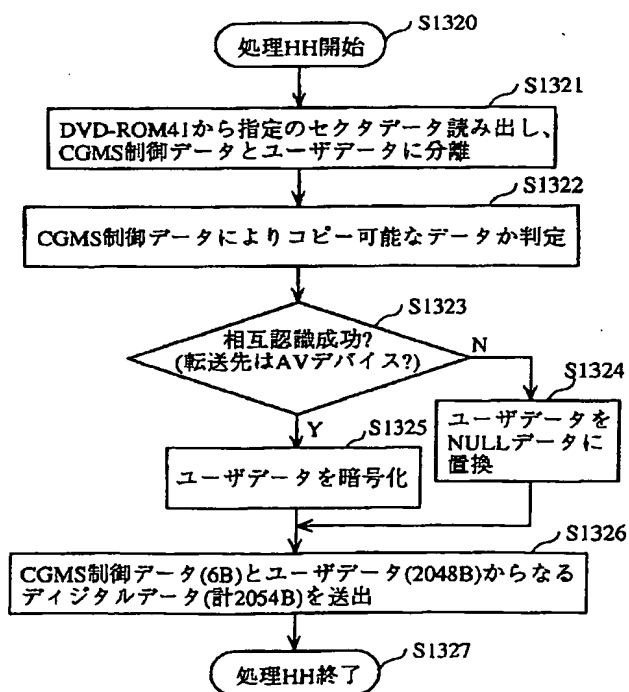 S1320
処理HH開始
S1321
DVD-ROM41から指定のセクタデータ読み出し、
CGMS制御データとユーザデータに分離
S1322
CGMS制御データによりコピー可能なデータか判定
S1323
相互認識成功?
(転送先はAVデバイス?)
N
S1324
ユーザデータを
NULLデータに
置換
Y
S1325
ユーザデータを暗号化
S1326
CGMS制御データ(6B)とユーザデータ(2048B)からなる
ディジタルデータ(計2054B)を送出
S1327
処理HH終了